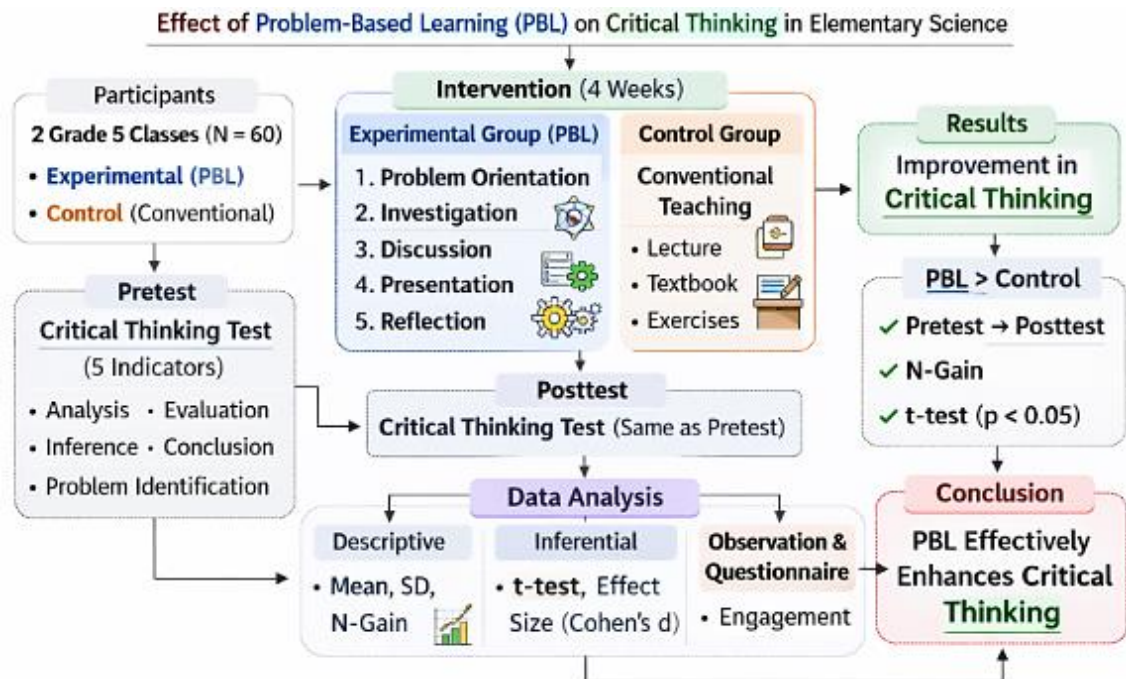 Effect of Problem-Based Learning (PBL) on Critical Thinking in Elementary Science
Participants
2 Grade 5 Classes (N = 60)
• Experimental (PBL)
• Control (Conventional)
Pretest
Critical Thinking Test
(5 Indicators)
• Analysis • Evaluation
• Inference • Conclusion
• Problem Identification
Intervention (4 Weeks)
Experimental Group (PBL)
1. Problem Orientation
2. Investigation
3. Discussion
4. Presentation
5. Reflection
Control Group
Conventional
Teaching
• Lecture
• Textbook
• Exercises
Posttest
Critical Thinking Test (Same as Pretest)
Data Analysis
Descriptive
• Mean, SD,
N-Gain
Inferential
• t-test, Effect
Size (Cohen's d)
Observation &
Questionnaire
• Engagement
Results
Improvement in
Critical Thinking
PBL > Control
✓ Pretest → Posttest
✓ N-Gain
✓ t-test (p < 0.05)
Conclusion
PBL Effectively
Enhances Critical
Thinking